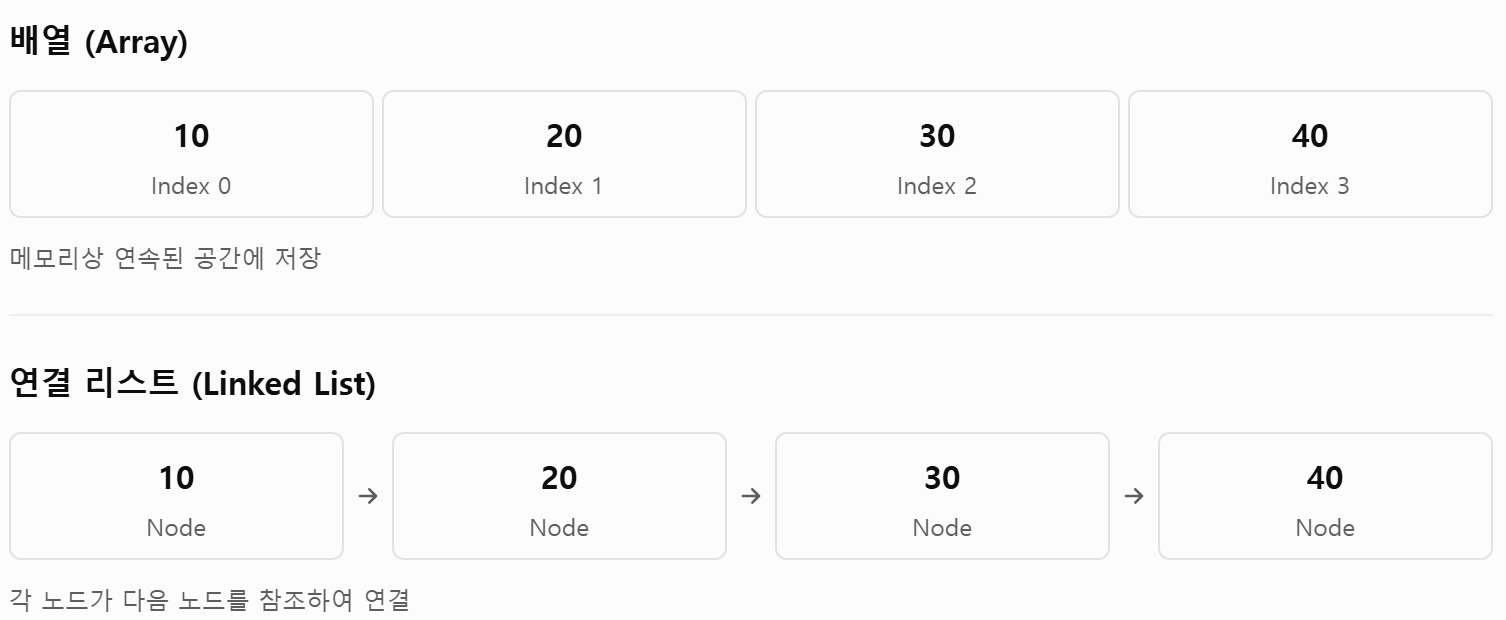 배열 (Array)
10 20 30 40
Index 0 Index 1 Index 2 Index 3
메모리상 연속된 공간에 저장
연결 리스트 (Linked List)
10 → 20 → 30 → 40
Node Node Node Node
각 노드가 다음 노드를 참조하여 연결